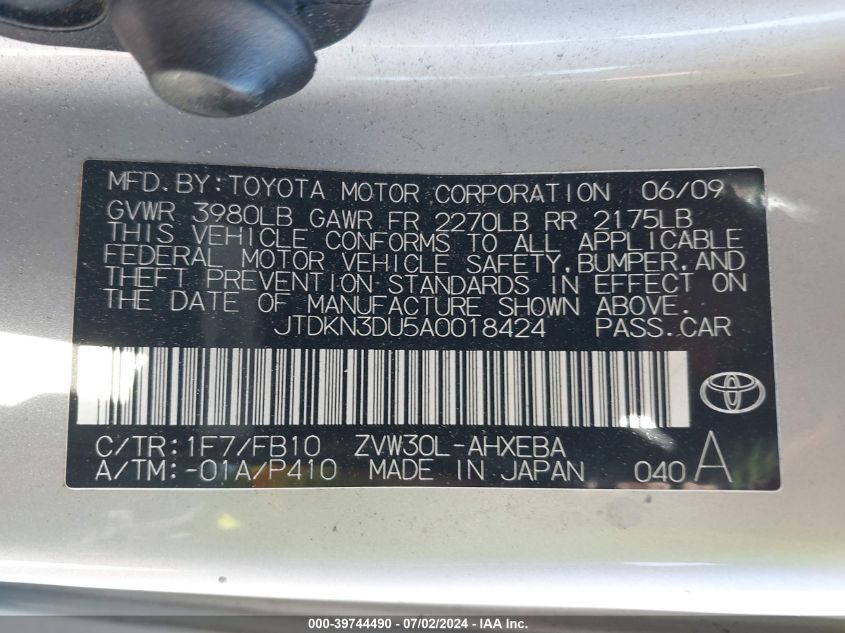 MFD.BY:TOYOTA MOTOR CORPORATION 06/09
GVWR 3980LB GAWR FR 2270LB RR 2175LB
THIS VEHICLE CONFORMS TO ALL APPLICABLE
FEDERAL MOTOR VEHICLE SAFETY,BUMPER,AND
THEFT PREVENTION STANDARDS IN EFFECT ON
THE DATE OF MANUFACTURE SHOWN ABOVE.
JTDKN3DU5A0018424 PASS.CAR
C/TR:1F7/FB10 ZVW30L-AHXEBA
A/TM:-01A/P410 MADE IN JAPAN 040 A
000-39744490 - 07/02/2024 - IAA Inc.